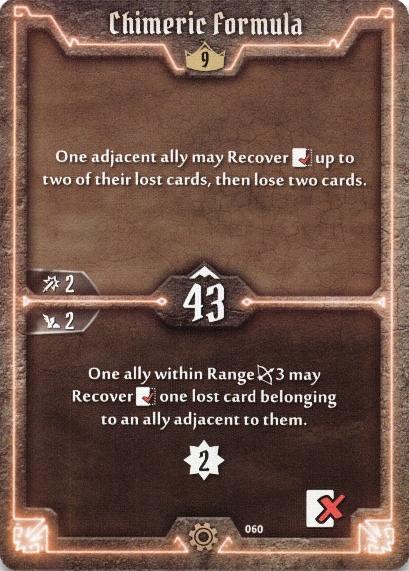 Chimeric Formula
9
One adjacent ally may Recover up to
two of their lost cards, then lose two cards.
2
43
2
One ally within Range 3 may
Recover one lost card belonging
to an ally adjacent to them.
2
060